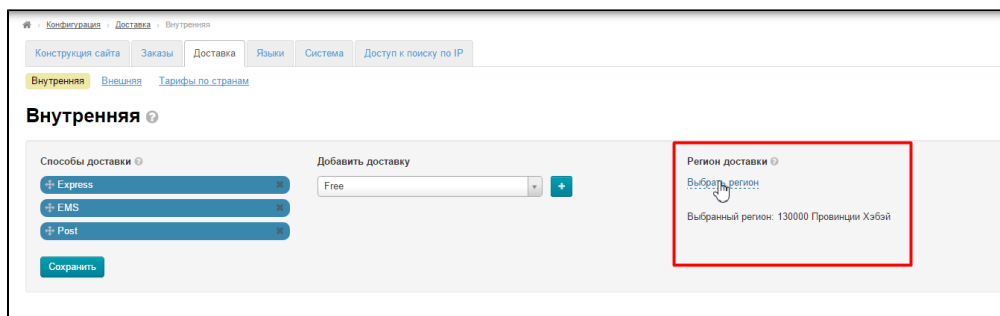 Конфигурация › Доставка › Внутренняя
Конструкция сайта Заказы Доставка Языки Система Доступ к поиску по IP
Внутренняя Внешняя Тарифы по странам
Внутренняя
Способы доставки Добавить доставку Регион доставки
Express Free + Выбрать регион
EMS
Post Выбранный регион: 130000 Провинции Хэбэй
Сохранить